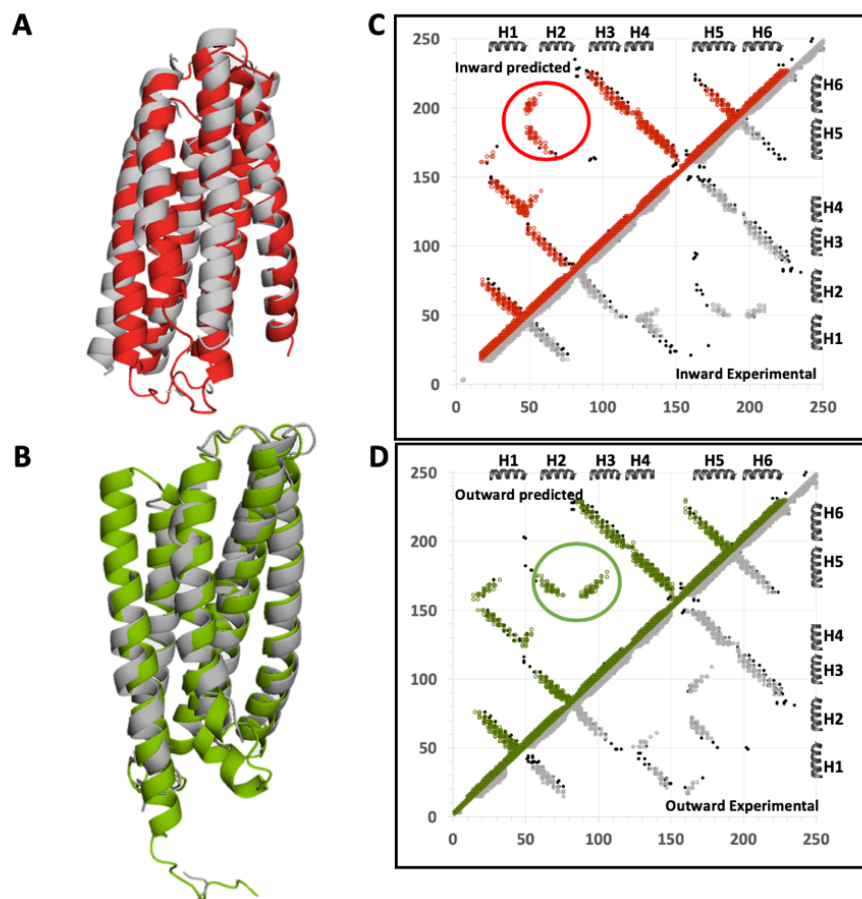 A
B
C
H1 H2 H3 H4 H5 H6
250
200
150
100
50
0
Inward predicted
H6
H5
H4
H3
H2
H1
Inward Experimental
0 50 100 150 200 250
D
H1 H2 H3 H4 H5 H6
250
200
150
100
50
0
Outward predicted
H6
H5
H4
H3
H2
H1
Outward Experimental
0 50 100 150 200 250